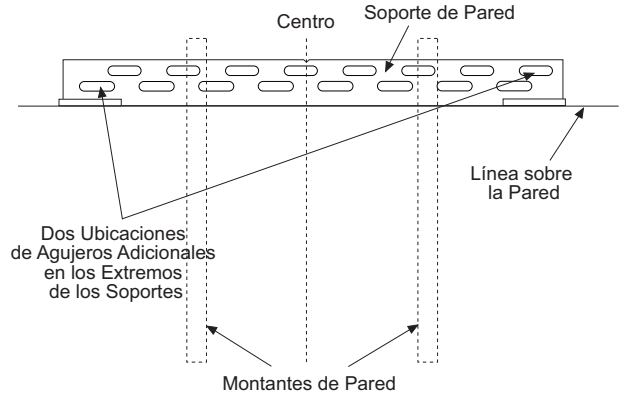 Soporte de Pared
Centro
Línea sobre
la Pared
Dos Ubicaciones
de Agujeros Adicionales
en los Extremos
de los Soportes
Montantes de Pared